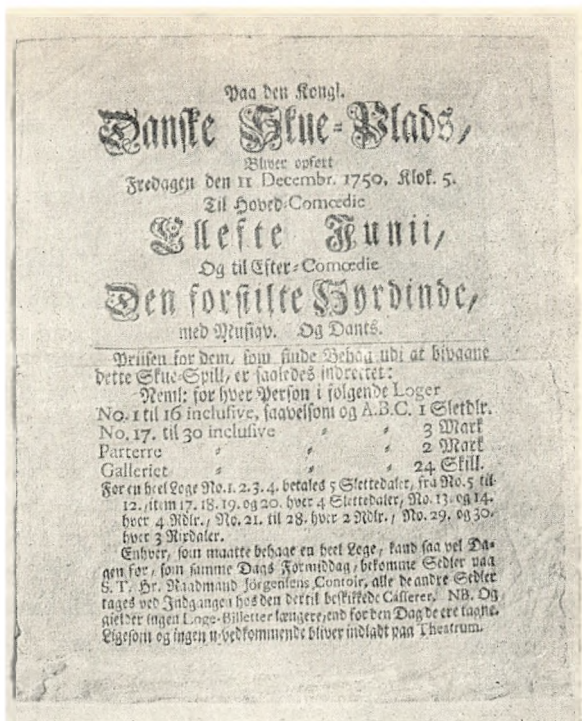 Paa den Kongl.
Danske Skue-Plads,
Bliver opført
Fredagen den 11 Decembr. 1750, Klok. 5.
Til Hoved-Comœdie
Ellefte Junii,
Og til Efter-Comœdie
Den forstilte Hyrdinde,
med Musiqv. Og Dants.
Priisen for dem, som finde Behag udi at bivaane
dette Skue-Spill, er saaledes indrettet:
Neml: for hver Person i følgende Loger
No. 1 til 16 inclusive, saavelsom og A.B.C. 1 Sletdlr.
No. 17. til 30 inclusive 〃 〃 3 Mark
Parterre 〃 〃 〃 2 Mark
Galleriet 〃 〃 〃 24 Skill.
For en heel Loge No. 1. 2. 3. 4. betales 5 Slettedaler, fra No. 5 til
12., item 17. 18. 19. og 20. hver 4 Slettedaler, No. 13. og 14.
hver 4 Rdlr., No. 21. til 28. hver 2 Rdlr., No. 29. og 30.
hver 3 Rixdaler.
Enhver, som maatte behage en heel Loge, kand saa vel Da-
gen for, som samme Dags Formiddag, bekomme Sedler paa
S. T. Hr. Raadmand Jörgensens Contoir, alle de andre Sedler
tages ved Indgangen hos den dertil beskikkede Casserer. NB. Og
gielder ingen Loge-Billetter længere, end for den Dag de ere tagne.
Ligesom og ingen u-vedkommende bliver indladt paa Theatrum.